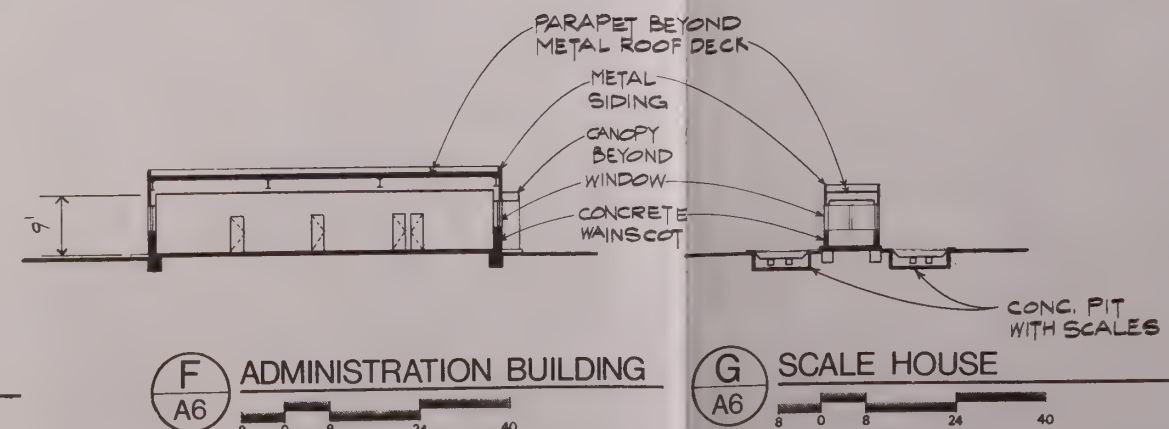 PARAPET BEYOND
METAL ROOF DECK
METAL
SIDING
CANOPY
BEYOND
WINDOW
CONCRETE
WAINSCOT
9'
CONC. PIT
WITH SCALES
F
A6
ADMINISTRATION BUILDING
8 0 8 24 40
G
A6
SCALE HOUSE
8 0 8 24 40